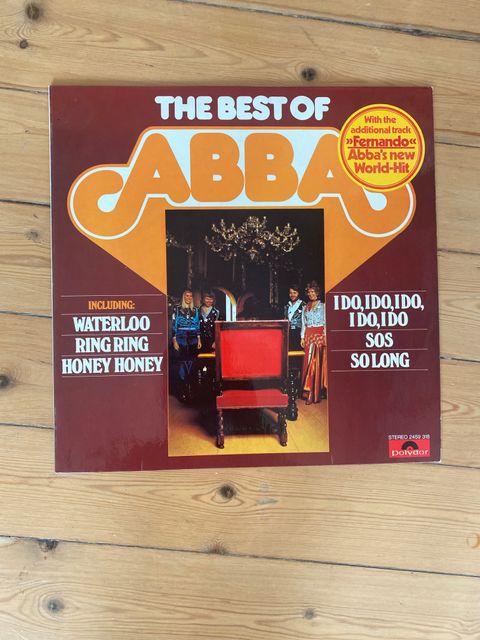 THE BEST OF
ABBA
With the
additional track
»Fernando«
Abba's new
World-Hit
INCLUDING:
WATERLOO
RING RING
HONEY HONEY
I DO, I DO, I DO,
I DO, I DO
SOS
SO LONG
STEREO 2459 318
polydor